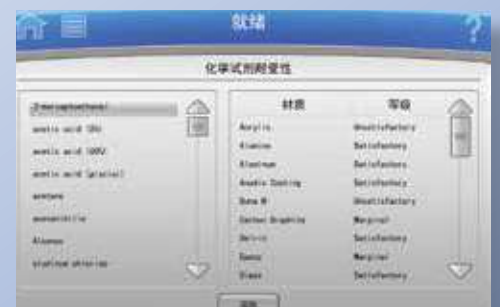 就绪
?
化学试剂耐受性
2-mercaptoethanol
acetic acid 10%
acetic acid 100%
acetic acid (glacial)
acetone
acetonitrile
材质 等级
Acrylic Unsatisfactory
Alumina Satisfactory
Aluminum Satisfactory
Anodic Coating Satisfactory
Buna N Unsatisfactory
Carbon Graphite Marginal
Delrin Satisfactory
Epoxy Marginal
Glass Satisfactory